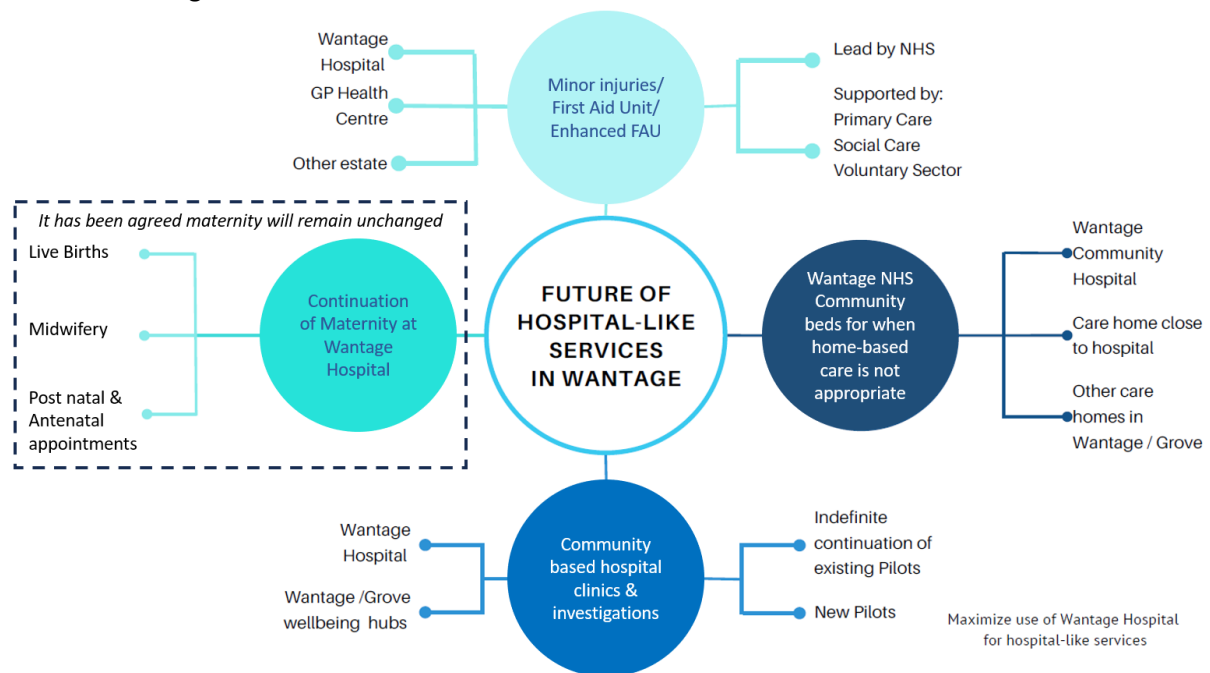 Wantage
Hospital
GP Health
Centre
Other estate
Minor injuries/
First Aid Unit/
Enhanced FAU
Lead by NHS
Supported by:
Primary Care
Social Care
Voluntary Sector
It has been agreed maternity will remain unchanged
Live Births
Midwifery
Post natal &
Antenatal
appointments
Continuation
of Maternity at
Wantage
Hospital
FUTURE OF
HOSPITAL-LIKE
SERVICES
IN WANTAGE
Wantage NHS
Community
beds for when
home-based
care is not
appropriate
Wantage
Community
Hospital
Care home close
to hospital
Other care
homes in
Wantage / Grove
Wantage
Hospital
Wantage /Grove
wellbeing hubs
Community
based hospital
clinics &
investigations
Indefinite
continuation of
existing Pilots
New Pilots
Maximize use of Wantage Hospital
for hospital-like services